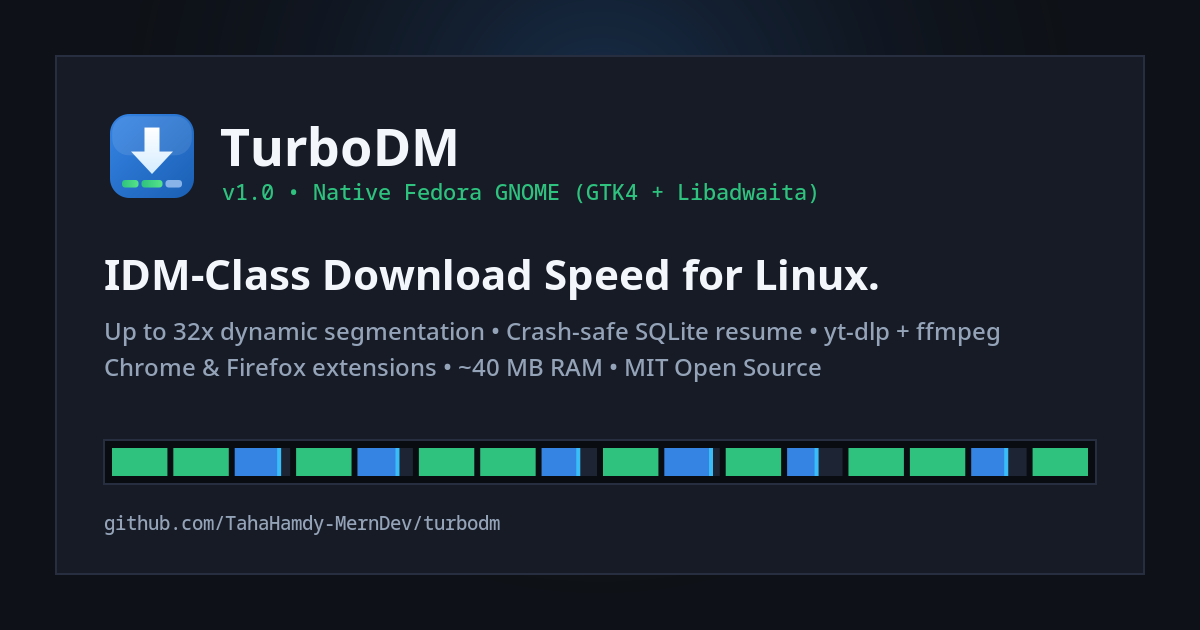 TurboDM
v1.0 • Native Fedora GNOME (GTK4 + Libadwaita)
IDM-Class Download Speed for Linux.
Up to 32x dynamic segmentation • Crash-safe SQLite resume • yt-dlp + ffmpeg
Chrome & Firefox extensions • ~40 MB RAM • MIT Open Source
github.com/TahaHamdy-MernDev/turbodm